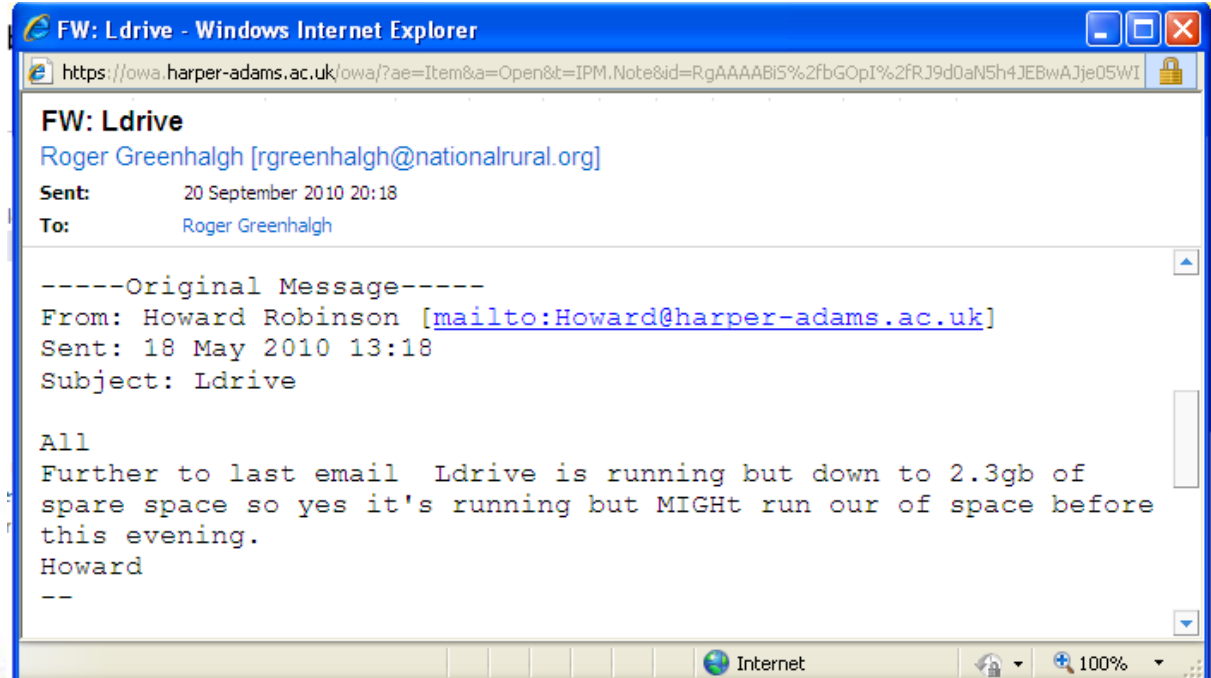 FW: Ldrive - Windows Internet Explorer
https://owa.harper-adams.ac.uk/owa/?ae=Item&a=Open&t=IPM.Note&id=RgAAAABiS%2fbGOpI%2fRJ9d0aN5h4JEBwAJje05WI
FW: Ldrive
Roger Greenhalgh [rgreenhalgh@nationalrural.org]
Sent: 20 September 2010 20:18
To: Roger Greenhalgh
-----Original Message-----
From: Howard Robinson [mailto:Howard@harper-adams.ac.uk]
Sent: 18 May 2010 13:18
Subject: Ldrive
All
Further to last email  Ldrive is running but down to 2.3gb of
spare space so yes it's running but MIGHt run our of space before
this evening.
Howard
--
Internet 100%